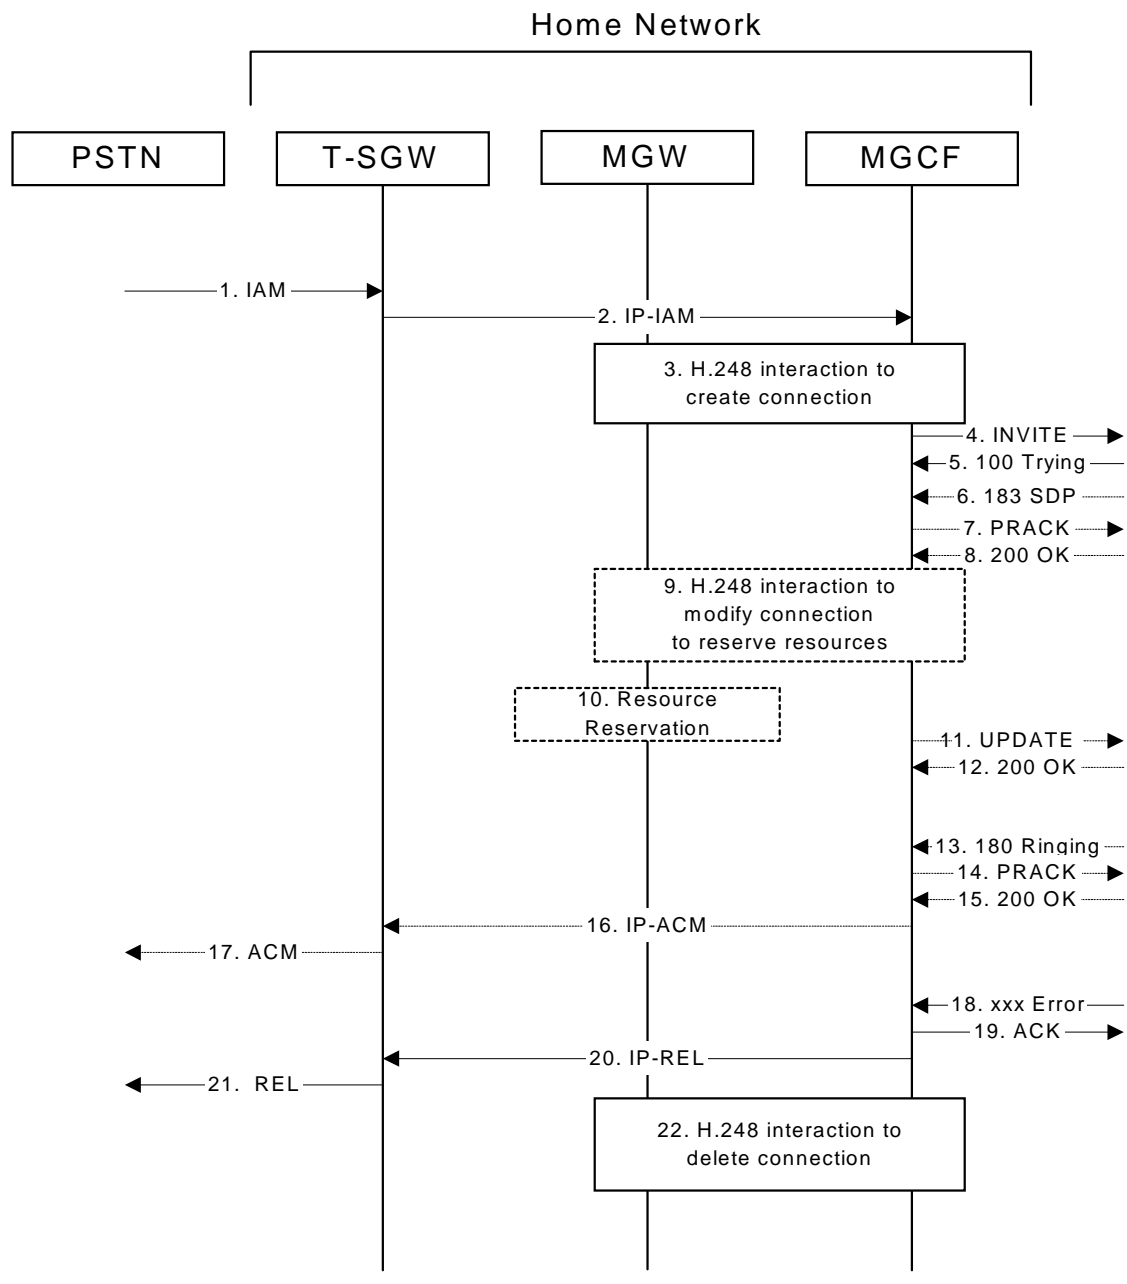 Home Network
PSTN
T-SGW
MGW
MGCF
1. IAM
2. IP-IAM
3. H.248 interaction to
create connection
4. INVITE
5. 100 Trying
6. 183 SDP
7. PRACK
8. 200 OK
9. H.248 interaction to
modify connection
to reserve resources
10. Resource
Reservation
11. UPDATE
12. 200 OK
13. 180 Ringing
14. PRACK
15. 200 OK
16. IP-ACM
17. ACM
18. xxx Error
19. ACK
20. IP-REL
21. REL
22. H.248 interaction to
delete connection